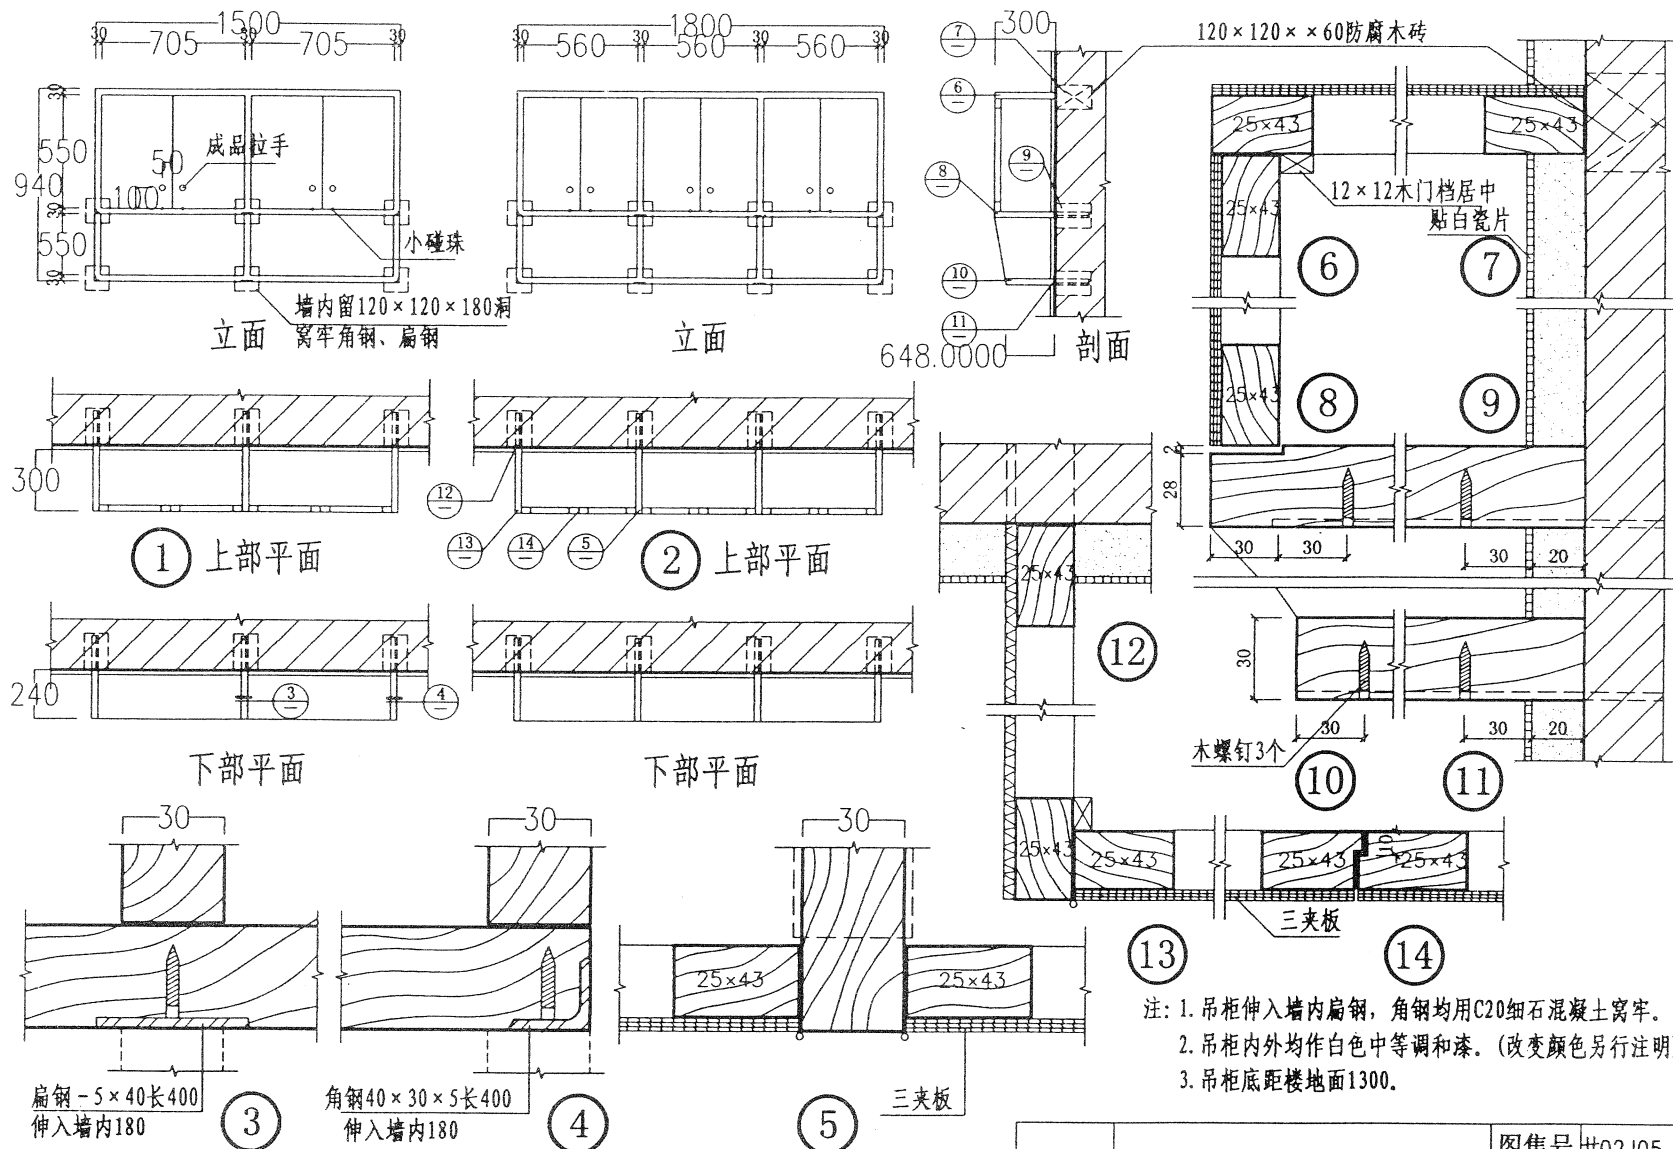 1500
30 705 30 705 30
1800
30 560 30 560 30 560 30
300
7
—
120×120××60防腐木砖
6
—
30
550
940
30
550
30
50
100
成品拉手
小碰珠
墙内留120×120×180洞
窝牢角钢、扁钢
立面
立面
8
—
9
—
10
—
11
—
648.0000
剖面
25×43
25×43
12×12木门档居中
贴白瓷片
25×43
6
7
25×43
8
9
2
28
30
30
30
20
300
12
—
13
—
14
—
5
—
1
上部平面
2
上部平面
240
3
—
4
—
下部平面
下部平面
25×43
12
30
30
30
20
木螺钉3个
10
11
25×43
25×43
25×43
10
25×43
三夹板
13
14
30
30
30
25×43
25×43
扁钢-5×40长400
伸入墙内180
3
角钢40×30×5长400
伸入墙内180
4
5
三夹板
注: 1. 吊柜伸入墙内扁钢, 角钢均用C20细石混凝土窝牢。
2. 吊柜内外均作白色中等调和漆。(改变颜色另行注明
3. 吊柜底距楼地面1300。
图集号